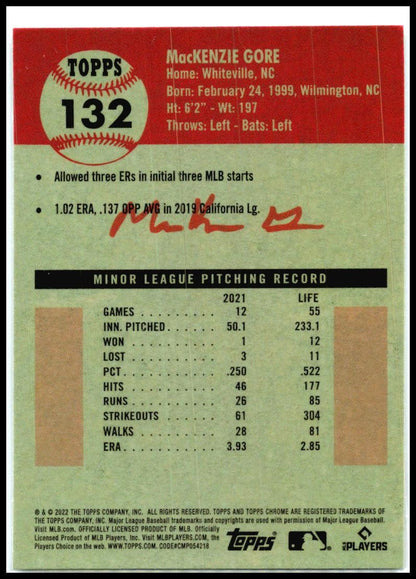 TOPPS
132
MacKENZIE GORE
Home: Whiteville, NC
Born: February 24, 1999, Wilmington, NC
Ht: 6'2" - Wt: 197
Throws: Left - Bats: Left
• Allowed three ERs in initial three MLB starts
• 1.02 ERA, .137 OPP AVG in 2019 California Lg.
MINOR LEAGUE PITCHING RECORD
2021 LIFE
GAMES . . . . . . . . . 12 55
INN. PITCHED . . . . . . 50.1 233.1
WON . . . . . . . . . . 1 12
LOST . . . . . . . . . . 3 11
PCT . . . . . . . . . . .250 .522
HITS . . . . . . . . . . 46 177
RUNS . . . . . . . . . . 26 85
STRIKEOUTS . . . . . . . 61 304
WALKS . . . . . . . . . 28 81
ERA . . . . . . . . . . 3.93 2.85
® & © 2022 THE TOPPS COMPANY, INC. ALL RIGHTS RESERVED. TOPPS AND TOPPS CHROME ARE REGISTERED TRADEMARKS OF
THE TOPPS COMPANY, INC. Major League Baseball trademarks and copyrights are used with permission of Major League Baseball.
Visit MLB.com. OFFICIALLY LICENSED PRODUCT OF MLB Players, Inc. Visit MLBPLAYERS.COM, the
Players Choice on the web. WWW.TOPPS.COM. CODE#CMP054218
Topps
MLB PLAYERS